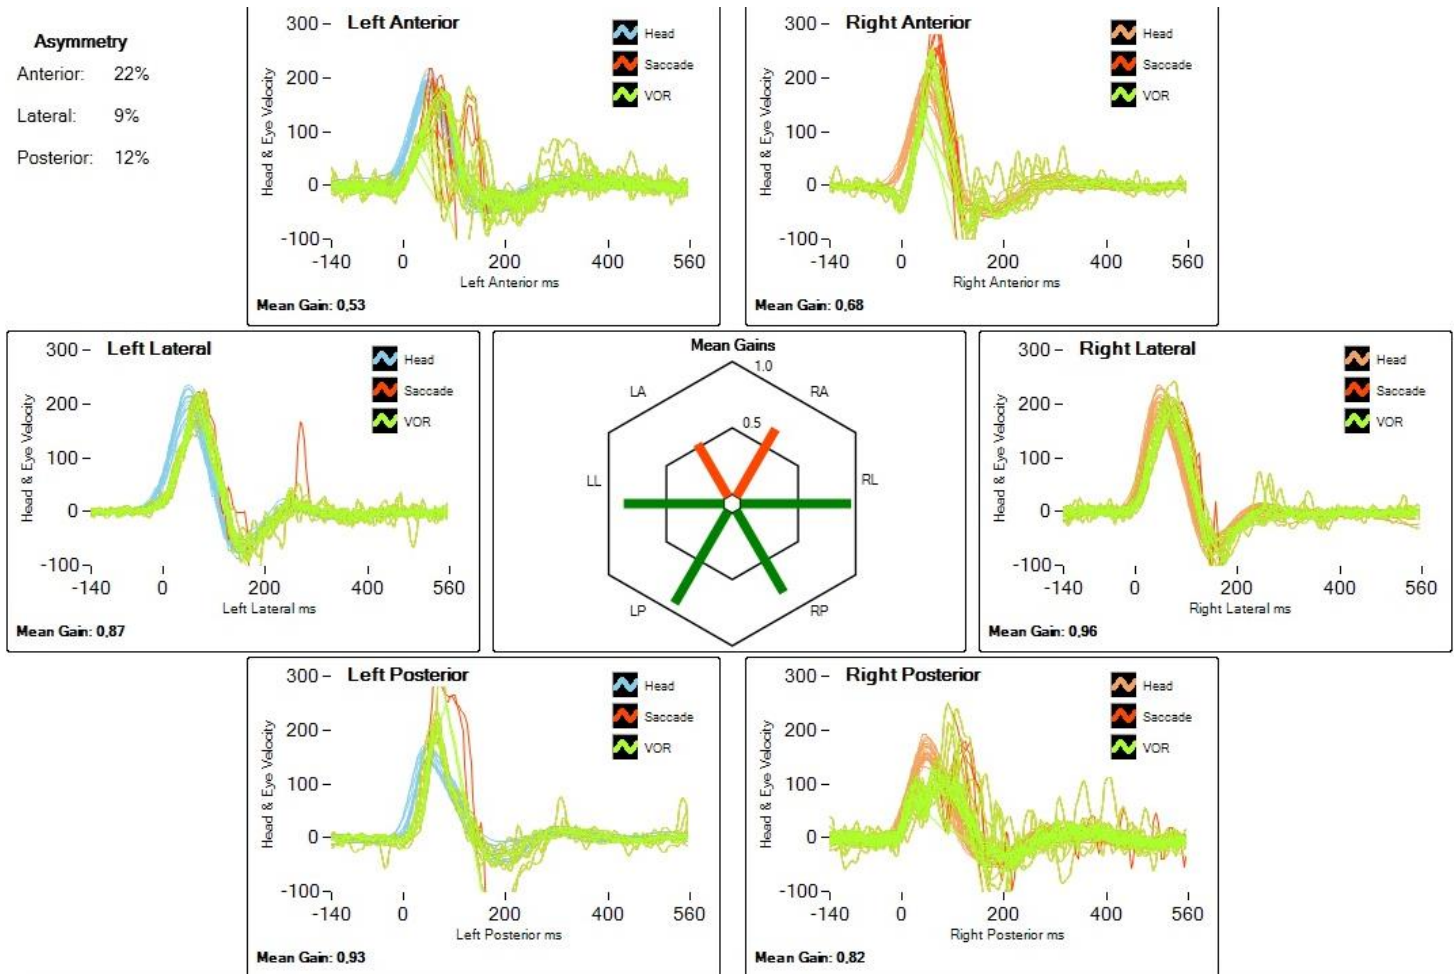 Asymmetry
Anterior: 22%
Lateral: 9%
Posterior: 12%
Left Anterior
Head
Saccade
VOR
Head & Eye Velocity
300
200
100
0
-100
-140 0 200 400 560
Left Anterior ms
Mean Gain: 0,53
Right Anterior
Head
Saccade
VOR
Head & Eye Velocity
300
200
100
0
-100
-140 0 200 400 560
Right Anterior ms
Mean Gain: 0,68
Left Lateral
Head
Saccade
VOR
Head & Eye Velocity
300
200
100
0
-100
-140 0 200 400 560
Left Lateral ms
Mean Gain: 0,87
Mean Gains
1.0
LA RA
0.5
LL RL
LP RP
Right Lateral
Head
Saccade
VOR
Head & Eye Velocity
300
200
100
0
-100
-140 0 200 400 560
Right Lateral ms
Mean Gain: 0,96
Left Posterior
Head
Saccade
VOR
Head & Eye Velocity
300
200
100
0
-100
-140 0 200 400 560
Left Posterior ms
Mean Gain: 0,93
Right Posterior
Head
Saccade
VOR
Head & Eye Velocity
300
200
100
0
-100
-140 0 200 400 560
Right Posterior ms
Mean Gain: 0,82